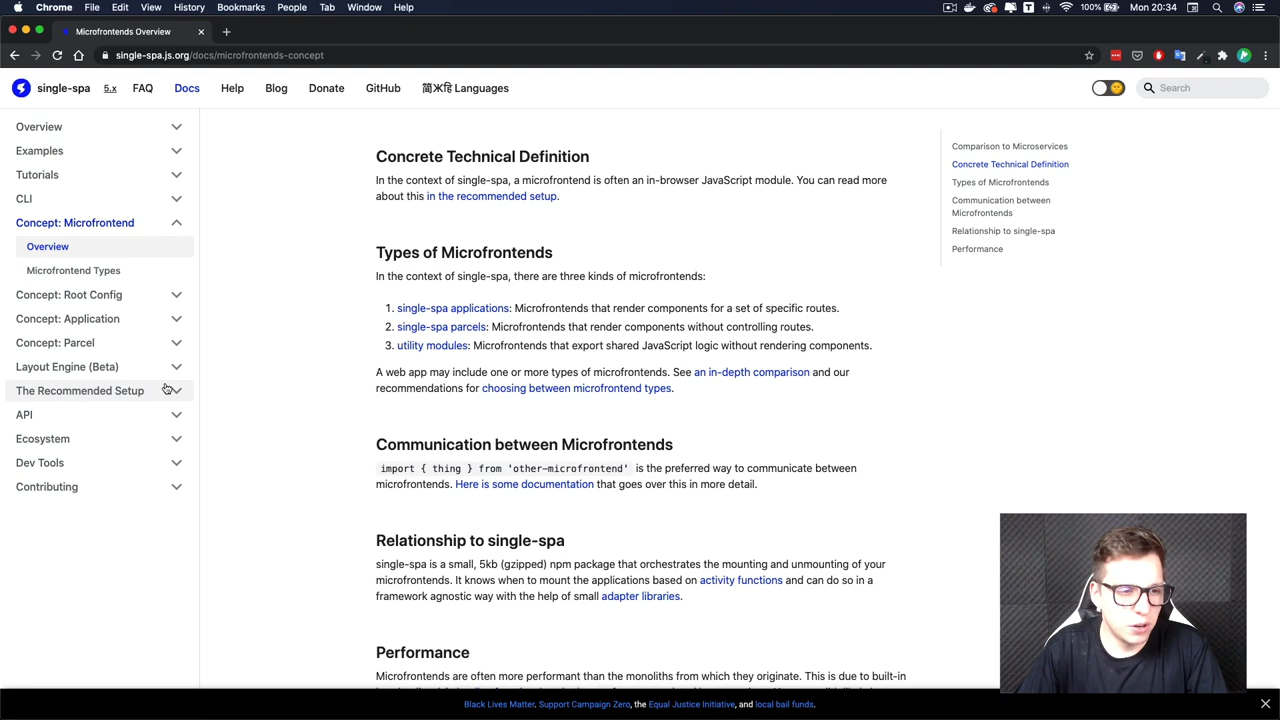 Chrome File Edit View History Bookmarks People Tab Window Help
100% Mon 20:34
Microfrontends Overview
single-spa.js.org/docs/microfrontends-concept
single-spa 5.x FAQ Docs Help Blog Donate GitHub 简Ж한 Languages
Search
Overview
Examples
Tutorials
CLI
Concept: Microfrontend
Overview
Microfrontend Types
Concept: Root Config
Concept: Application
Concept: Parcel
Layout Engine (Beta)
The Recommended Setup
API
Ecosystem
Dev Tools
Contributing
Concrete Technical Definition
In the context of single-spa, a microfrontend is often an in-browser JavaScript module. You can read more
about this in the recommended setup.
Types of Microfrontends
In the context of single-spa, there are three kinds of microfrontends:
1. single-spa applications: Microfrontends that render components for a set of specific routes.
2. single-spa parcels: Microfrontends that render components without controlling routes.
3. utility modules: Microfrontends that export shared JavaScript logic without rendering components.
A web app may include one or more types of microfrontends. See an in-depth comparison and our
recommendations for choosing between microfrontend types.
Communication between Microfrontends
import { thing } from 'other-microfrontend' is the preferred way to communicate between
microfrontends. Here is some documentation that goes over this in more detail.
Relationship to single-spa
single-spa is a small, 5kb (gzipped) npm package that orchestrates the mounting and unmounting of your
microfrontends. It knows when to mount the applications based on activity functions and can do so in a
framework agnostic way with the help of small adapter libraries.
Performance
Microfrontends are often more performant than the monoliths from which they originate. This is due to built-in
Comparison to Microservices
Concrete Technical Definition
Types of Microfrontends
Communication between
Microfrontends
Relationship to single-spa
Performance
Black Lives Matter. Support Campaign Zero, the Equal Justice Initiative, and local bail funds.